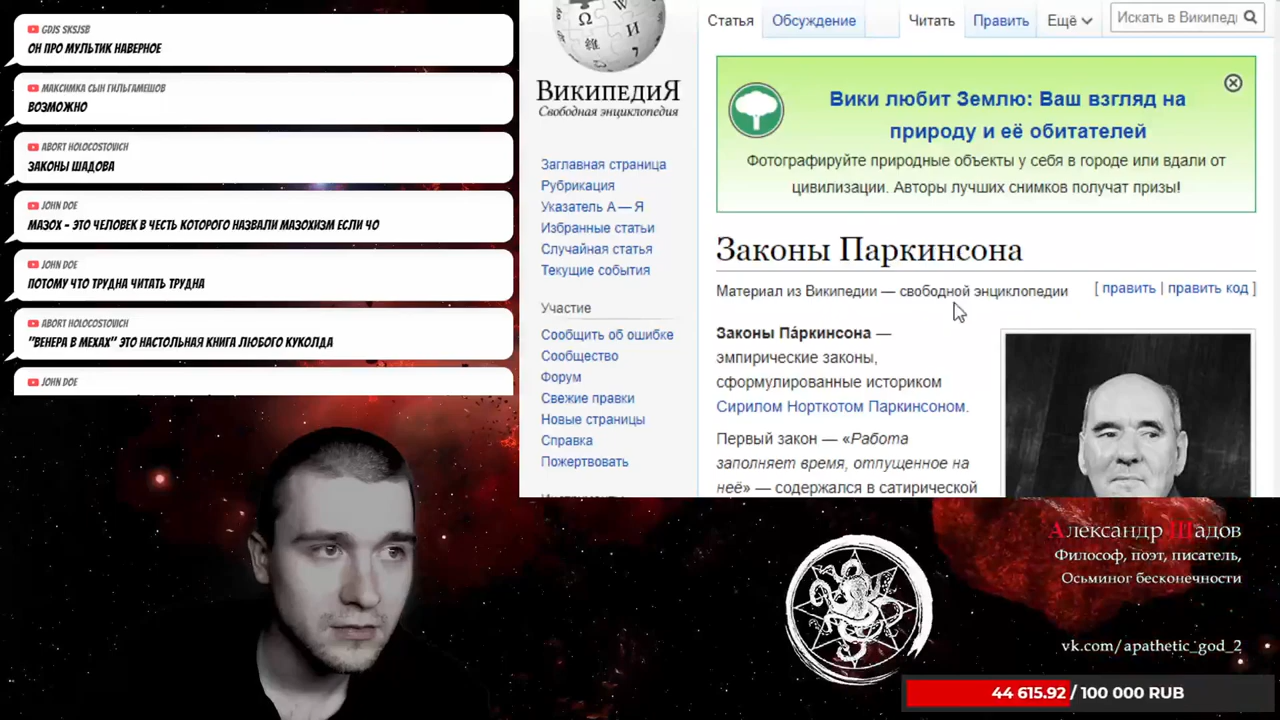 GDJS SKSJSB
ОН ПРО МУЛЬТИК НАВЕРНОЕ
МАКСИМКА СЫН ГИЛЬГАМЕШОВ
ВОЗМОЖНО
ABORT HOLOCOSTOVICH
ЗАКОНЫ ШАДОВА
JOHN DOE
МАЗОХ - ЭТО ЧЕЛОВЕК В ЧЕСТЬ КОТОРОГО НАЗВАЛИ МАЗОХИЗМ ЕСЛИ ЧО
JOHN DOE
ПОТОМУ ЧТО ТРУДНА ЧИТАТЬ ТРУДНА
ABORT HOLOCOSTOVICH
"ВЕНЕРА В МЕХАХ" ЭТО НАСТОЛЬНАЯ КНИГА ЛЮБОГО КУКОЛДА
JOHN DOE
W
Ω
И
ВИКИПЕДИЯ
Свободная энциклопедия
Заглавная страница
Рубрикация
Указатель А — Я
Избранные статьи
Случайная статья
Текущие события
Участие
Сообщить об ошибке
Сообщество
Форум
Свежие правки
Новые страницы
Справка
Пожертвовать
Статья Обсуждение Читать Править Ещё Искать в Википеди
Вики любит Землю: Ваш взгляд на
природу и её обитателей
Фотографируйте природные объекты у себя в городе или вдали от
цивилизации. Авторы лучших снимков получат призы!
Законы Паркинсона
Материал из Википедии — свободной энциклопедии [ править | править код ]
Зако́ны Па́ркинсона —
эмпирические законы,
сформулированные историком
Сирилом Норткотом Паркинсоном.
Первый закон — «Работа
заполняет время, отпущенное на
неё» — содержался в сатирической
Александр Шадов
Философ, поэт, писатель,
Осьминог бесконечности
vk.com/apathetic_god_2
44 615.92 / 100 000 RUB